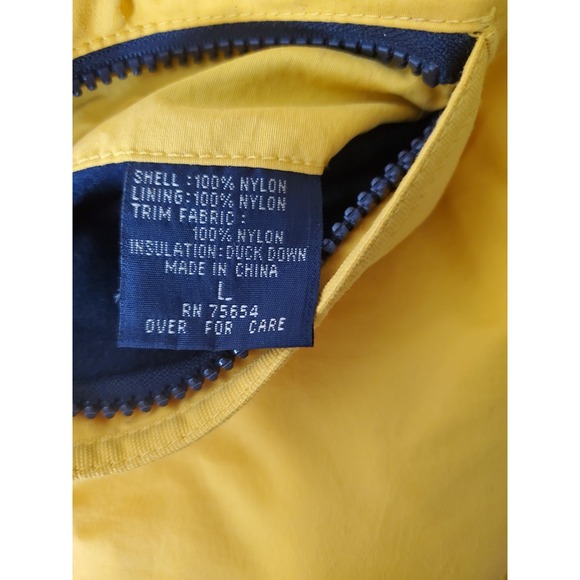 SHELL :100% NYLON
LINING:100% NYLON
TRIM FABRIC :
100% NYLON
INSULATION:DUCK DOWN
MADE IN CHINA
L
RN 75654
OVER FOR CARE